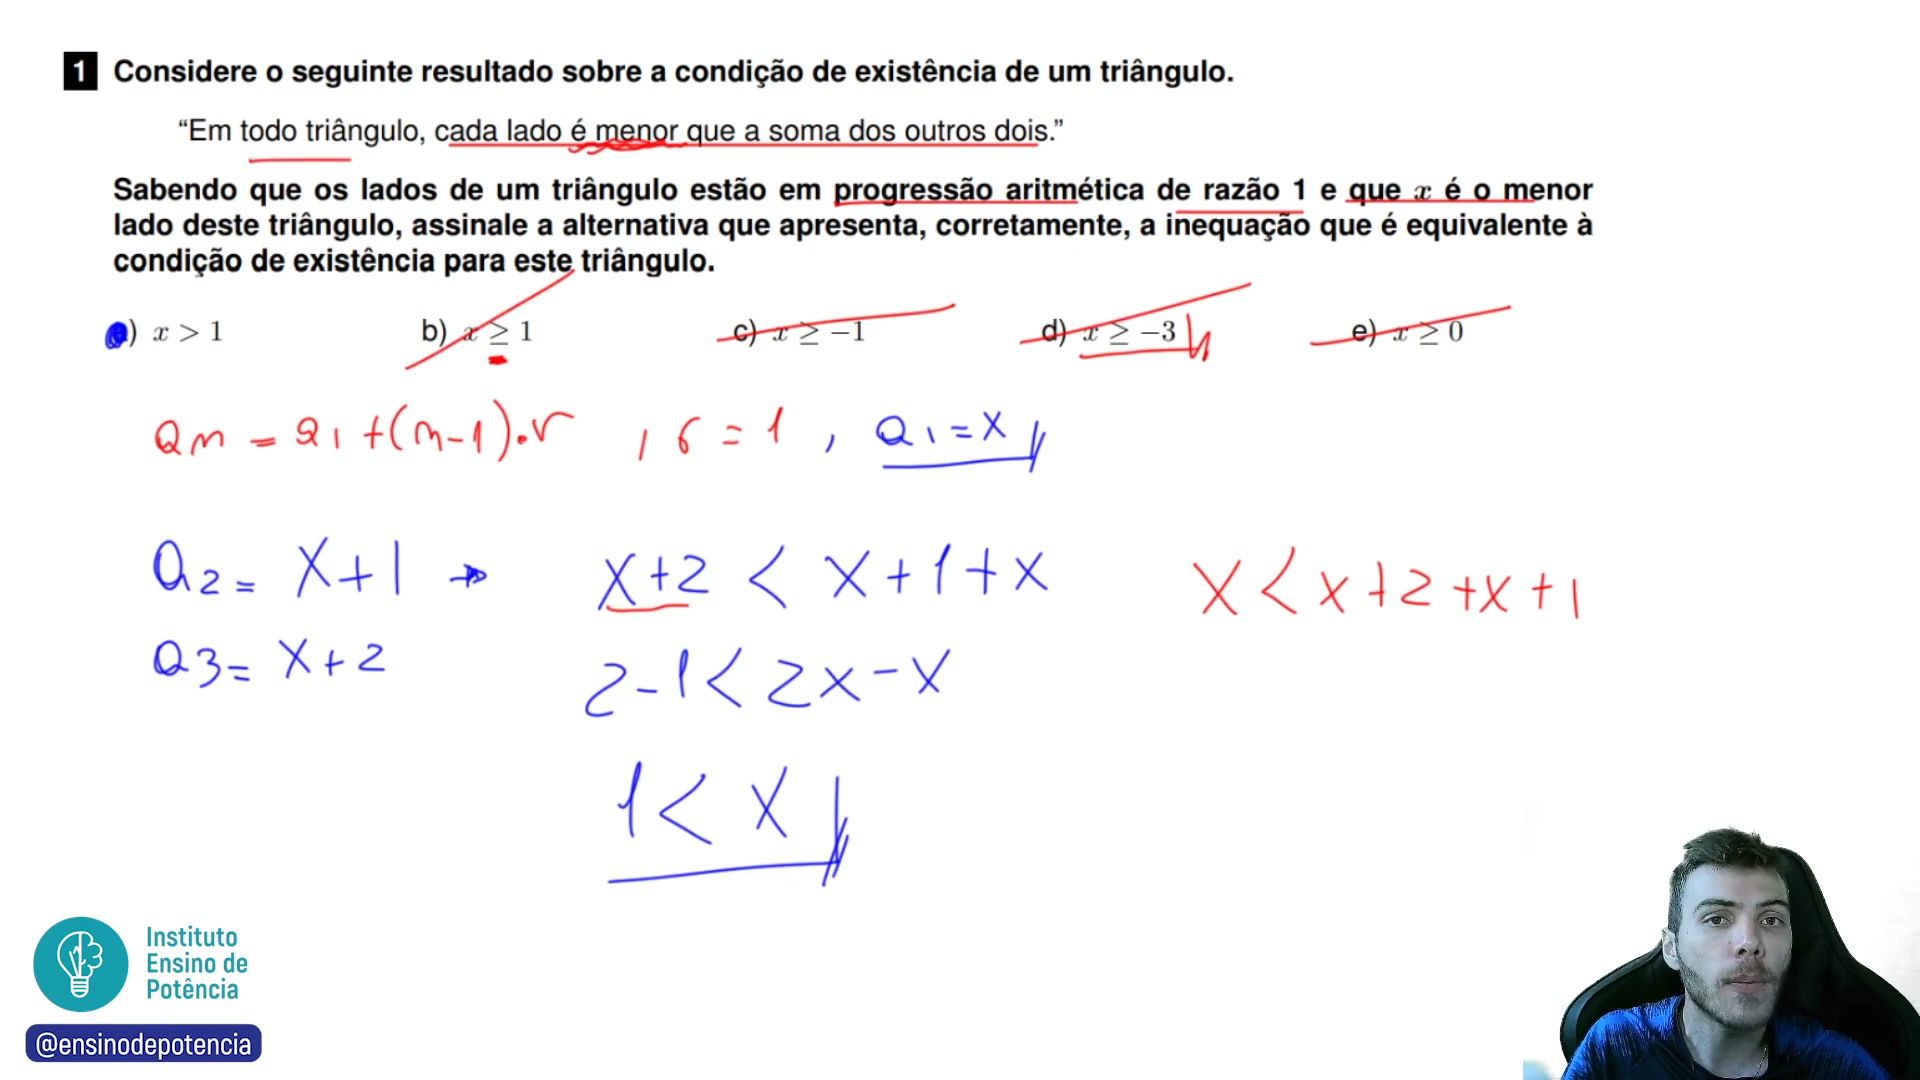 1 Considere o seguinte resultado sobre a condição de existência de um triângulo.
“Em todo triângulo, cada lado é menor que a soma dos outros dois.”
Sabendo que os lados de um triângulo estão em progressão aritmética de razão 1 e que x é o menor
lado deste triângulo, assinale a alternativa que apresenta, corretamente, a inequação que é equivalente à
condição de existência para este triângulo.
a) x > 1 b) x ≥ 1 c) x ≥ −1 d) x ≥ −3 e) x ≥ 0
an = a1 + (n-1).r , r = 1 , a1 = x
a2 = x+1 → x+2 < x+1+x x < x+2+x+1
a3 = x+2
2-1 < 2x-x
1 < x
Instituto
Ensino de
Potência
@ensinodepotencia